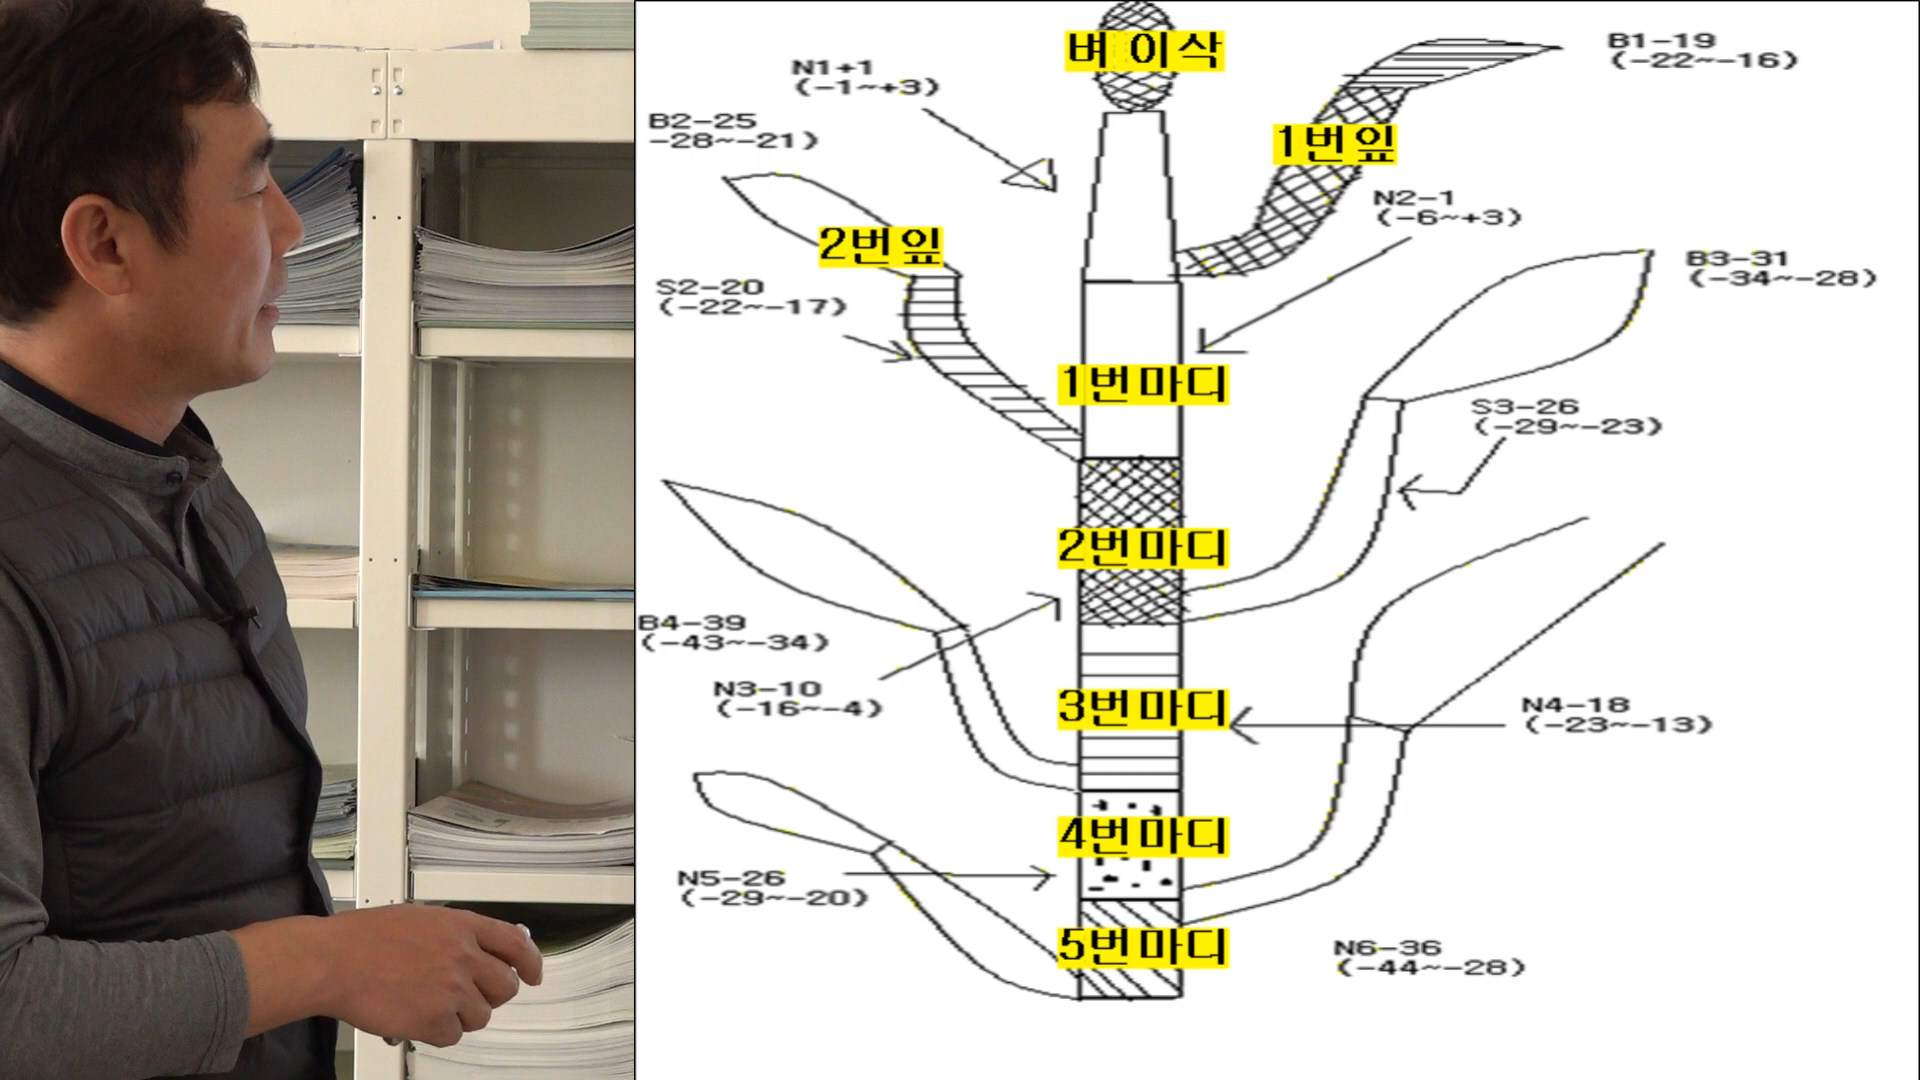 벼 이삭
N1+1
(-1~+3)
B1-19
(-22~-16)
B2-25
-28~-21)
1번잎
N2-1
(-6~+3)
2번잎
B3-31
(-34~-28)
S2-20
(-22~-17)
1번마디
S3-26
(-29~-23)
2번마디
B4-39
(-43~-34)
N3-10
(-16~-4)
3번마디
N4-18
(-23~-13)
4번마디
N5-26
(-29~-20)
5번마디
N6-36
(-44~-28)